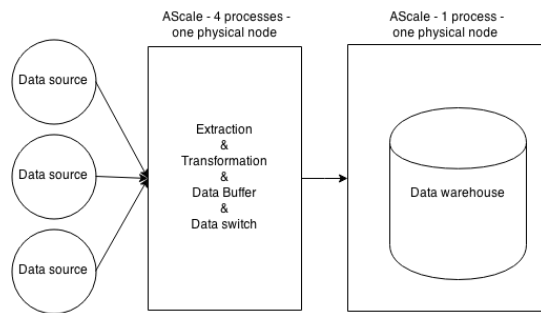 AScale - 4 processes -
one physical node
AScale - 1 process -
one physical node
Data source
Data source
Data source
Extraction
&
Transformation
&
Data Buffer
&
Data switch
Data warehouse